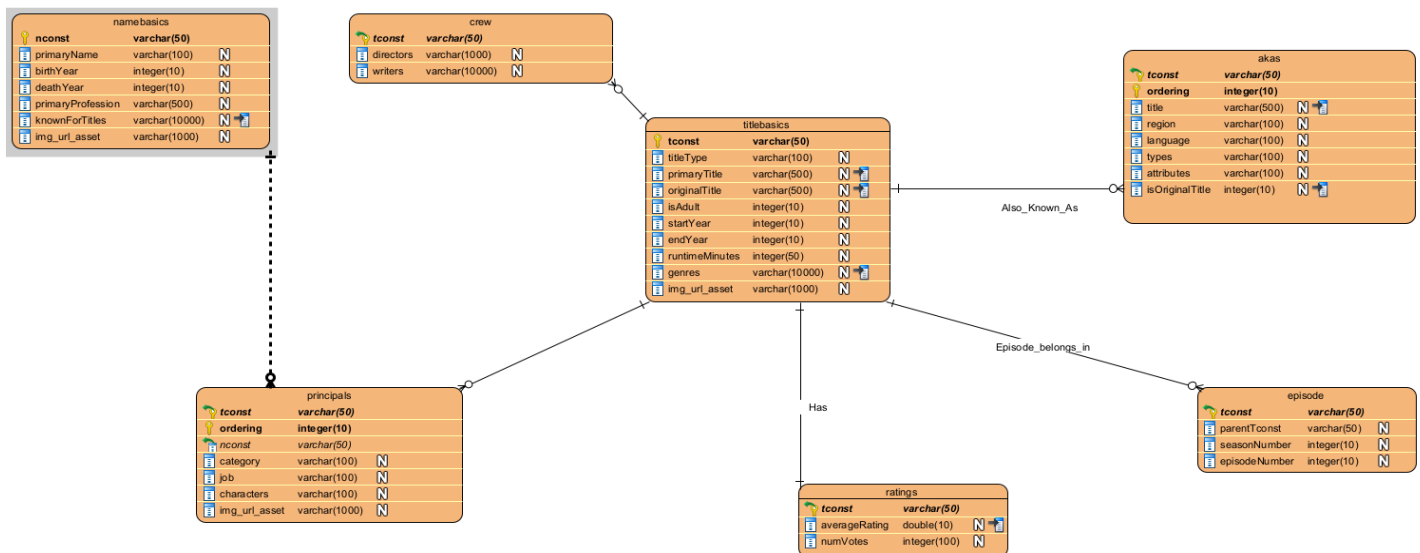 namebasics
nconst varchar(50)
primaryName varchar(100) N
birthYear integer(10) N
deathYear integer(10) N
primaryProfession varchar(500) N
knownForTitles varchar(10000) N
img_url_asset varchar(1000) N
crew
tconst varchar(50)
directors varchar(1000) N
writers varchar(10000) N
akas
tconst varchar(50)
ordering integer(10)
title varchar(500) N
region varchar(100) N
language varchar(100) N
types varchar(100) N
attributes varchar(100) N
isOriginalTitle integer(10) N
titlebasics
tconst varchar(50)
titleType varchar(100) N
primaryTitle varchar(500) N
originalTitle varchar(500) N
isAdult integer(10) N
startYear integer(10) N
endYear integer(10) N
runtimeMinutes integer(50) N
genres varchar(10000) N
img_url_asset varchar(1000) N
Also_Known_As
Episode_belongs_in
Has
principals
tconst varchar(50)
ordering integer(10)
nconst varchar(50)
category varchar(100) N
job varchar(100) N
characters varchar(100) N
img_url_asset varchar(1000) N
episode
tconst varchar(50)
parentTconst varchar(50) N
seasonNumber integer(10) N
episodeNumber integer(10) N
ratings
tconst varchar(50)
averageRating double(10) N
numVotes integer(100) N